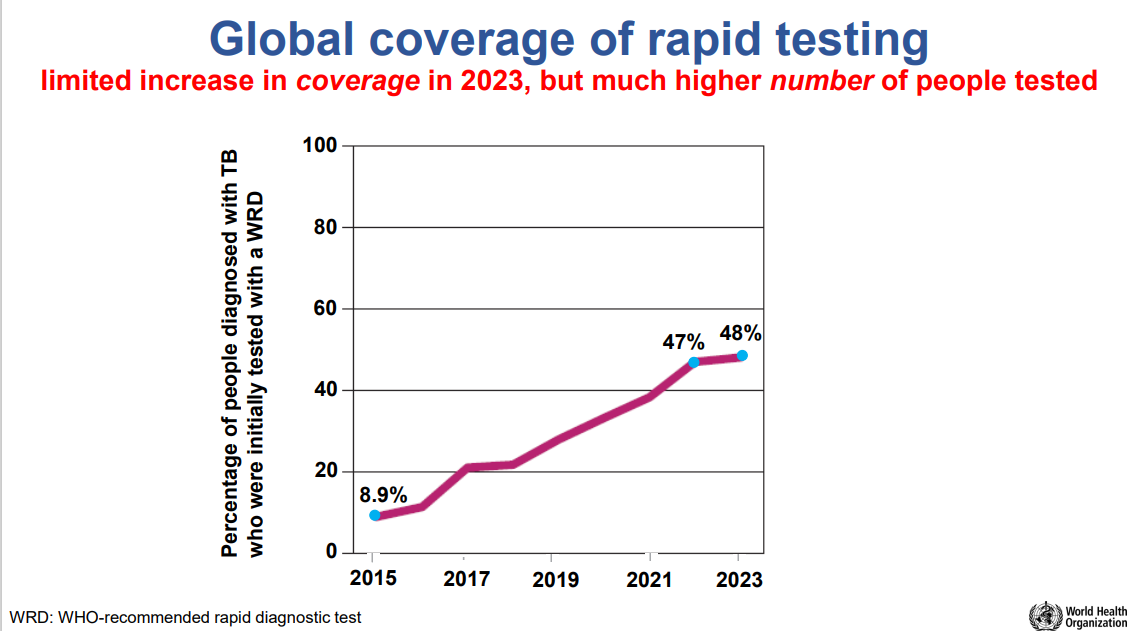 Global coverage of rapid testing
limited increase in coverage in 2023, but much higher number of people tested
Percentage of people diagnosed with TB
who were initially tested with a WRD
100
80
60
40
20
0
8.9%
47%
48%
2015
2017
2019
2021
2023
WRD: WHO-recommended rapid diagnostic test
World Health
Organization